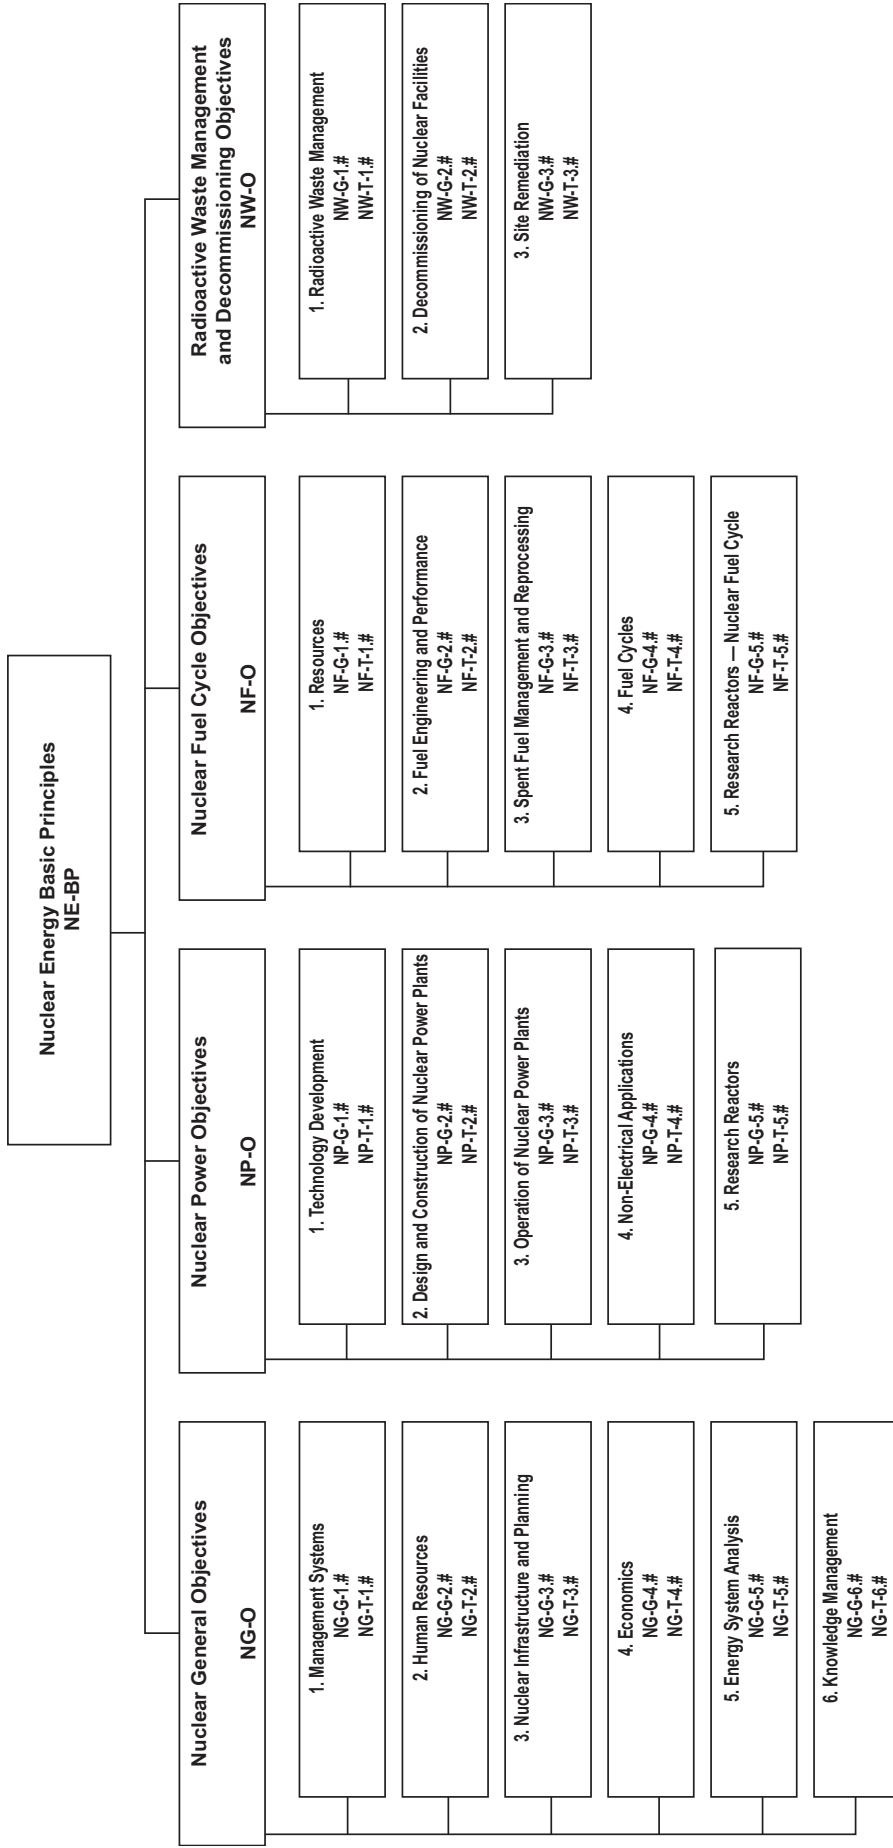 Nuclear Energy Basic Principles
NE-BP
Nuclear General Objectives
NG-O
1. Management Systems
NG-G-1.#
NG-T-1.#
2. Human Resources
NG-G-2.#
NG-T-2.#
3. Nuclear Infrastructure and Planning
NG-G-3.#
NG-T-3.#
4. Economics
NG-G-4.#
NG-T-4.#
5. Energy System Analysis
NG-G-5.#
NG-T-5.#
6. Knowledge Management
NG-G-6.#
NG-T-6.#
Nuclear Power Objectives
NP-O
1. Technology Development
NP-G-1.#
NP-T-1.#
2. Design and Construction of Nuclear Power Plants
NP-G-2.#
NP-T-2.#
3. Operation of Nuclear Power Plants
NP-G-3.#
NP-T-3.#
4. Non-Electrical Applications
NP-G-4.#
NP-T-4.#
5. Research Reactors
NP-G-5.#
NP-T-5.#
Nuclear Fuel Cycle Objectives
NF-O
1. Resources
NF-G-1.#
NF-T-1.#
2. Fuel Engineering and Performance
NF-G-2.#
NF-T-2.#
3. Spent Fuel Management and Reprocessing
NF-G-3.#
NF-T-3.#
4. Fuel Cycles
NF-G-4.#
NF-T-4.#
5. Research Reactors — Nuclear Fuel Cycle
NF-G-5.#
NF-T-5.#
Radioactive Waste Management
and Decommissioning Objectives
NW-O
1. Radioactive Waste Management
NW-G-1.#
NW-T-1.#
2. Decommissioning of Nuclear Facilities
NW-G-2.#
NW-T-2.#
3. Site Remediation
NW-G-3.#
NW-T-3.#